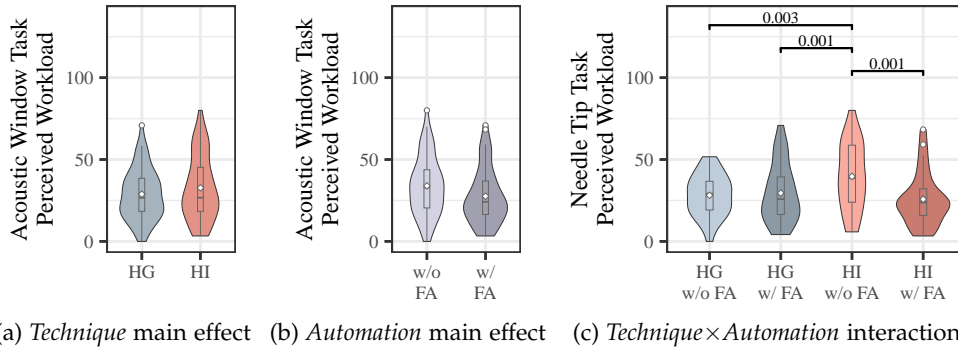 Acoustic Window Task
Perceived Workload
100
50
0
HG
HI
(a) Technique main effect
Acoustic Window Task
Perceived Workload
100
50
0
w/o
FA
w/
FA
(b) Automation main effect
Needle Tip Task
Perceived Workload
100
50
0
0.003
0.001
0.001
HG
w/o FA
HG
w/ FA
HI
w/o FA
HI
w/ FA
(c) Technique×Automation interaction